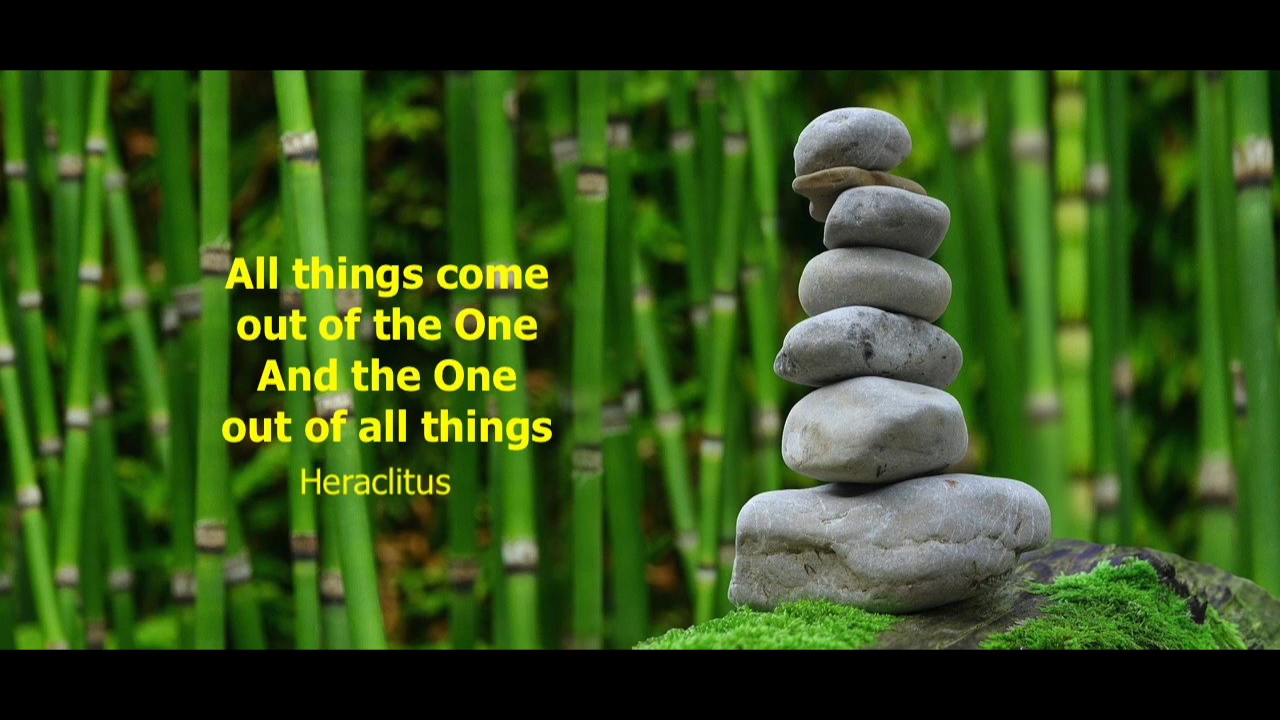 All things come
out of the One
And the One
out of all things
Heraclitus